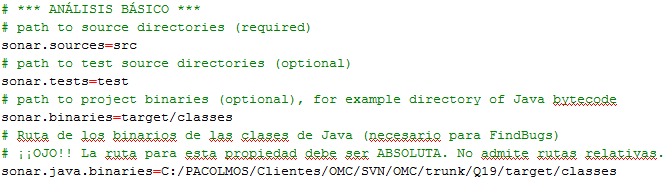 # *** ANÁLISIS BÁSICO ***
# path to source directories (required)
sonar.sources=src
# path to test source directories (optional)
sonar.tests=test
# path to project binaries (optional), for example directory of Java bytecode
sonar.binaries=target/classes
# Ruta de los binarios de las clases de Java (necesario para FindBugs)
# ¡¡OJO!! La ruta para esta propiedad debe ser ABSOLUTA. No admite rutas relativas.
sonar.java.binaries=C:/PACOLMOS/Clientes/OMC/SVN/OMC/trunk/Q19/target/classes